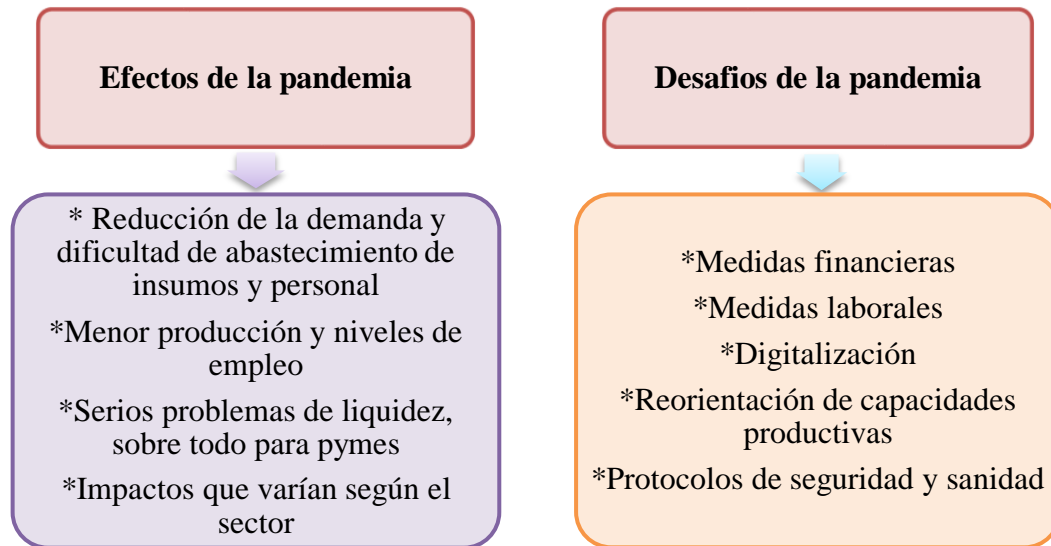 Efectos de la pandemia
* Reducción de la demanda y
dificultad de abastecimiento de
insumos y personal
*Menor producción y niveles de
empleo
*Serios problemas de liquidez,
sobre todo para pymes
*Impactos que varían según el
sector
Desafios de la pandemia
*Medidas financieras
*Medidas laborales
*Digitalización
*Reorientación de capacidades
productivas
*Protocolos de seguridad y sanidad